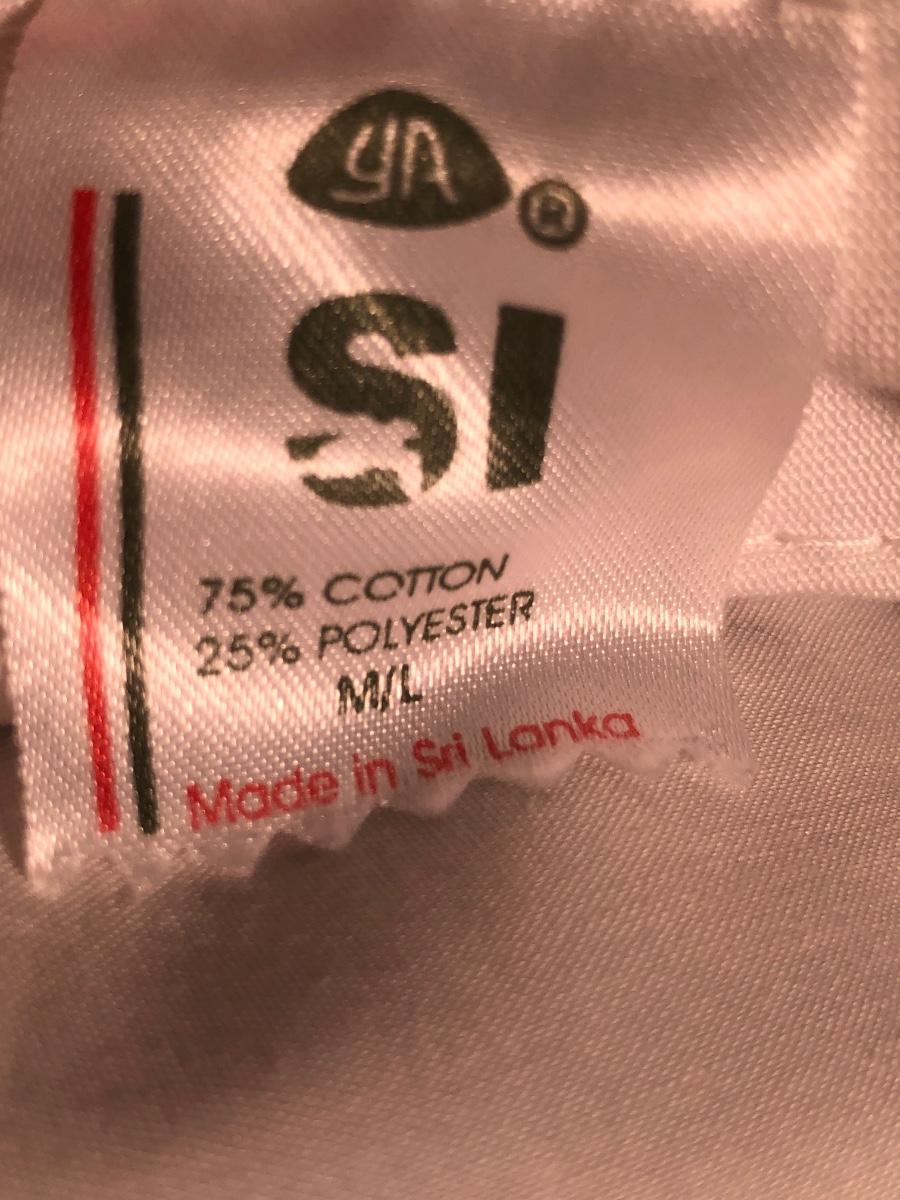 YA
®
SI
75% COTTON
25% POLYESTER
M/L
Made in Sri Lanka